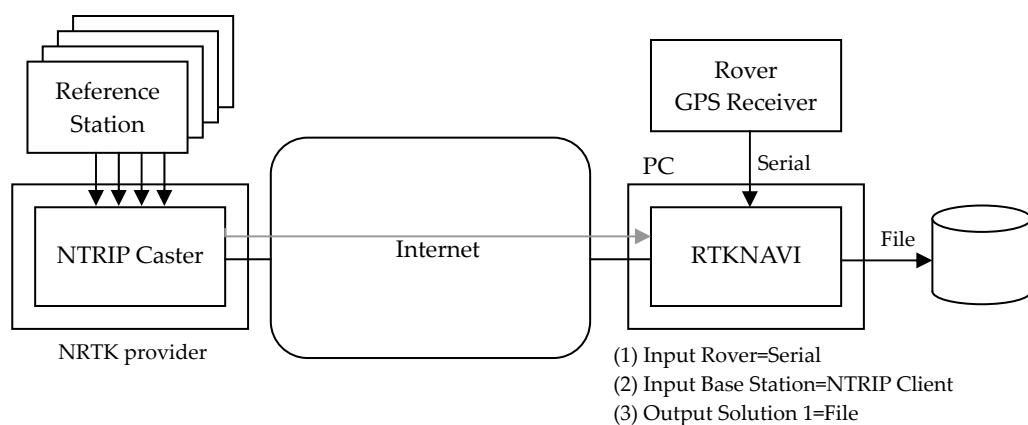 Reference
Station
Rover
GPS Receiver
PC
Serial
NTRIP Caster
Internet
RTKNAVI
File
NRTK provider
(1) Input Rover=Serial
(2) Input Base Station=NTRIP Client
(3) Output Solution 1=File